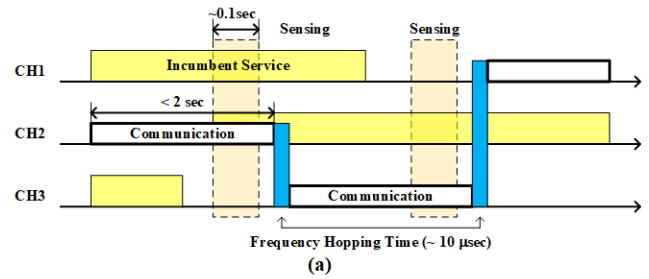 ~0.1sec
Sensing
Sensing
CH1
Incumbent Service
< 2 sec
CH2
Communication
CH3
Communication
Frequency Hopping Time (~ 10 μsec)
(a)